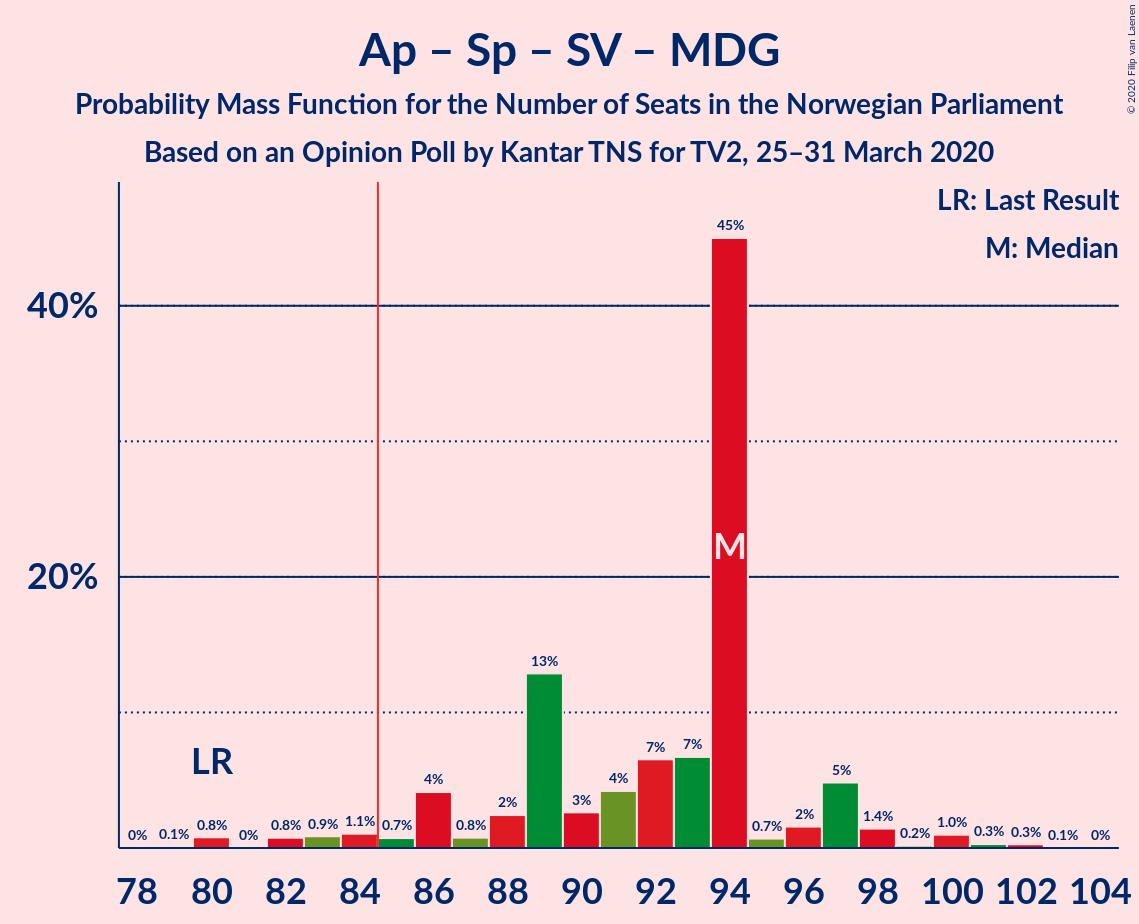 Ap – Sp – SV – MDG
Probability Mass Function for the Number of Seats in the Norwegian Parliament
Based on an Opinion Poll by Kantar TNS for TV2, 25–31 March 2020
© 2020 Filip van Laenen
LR: Last Result
M: Median
40%
20%
LR
M
0% 0.1% 0.8% 0% 0.8% 0.9% 1.1% 0.7% 4% 0.8% 2% 13% 3% 4% 7% 7% 45% 0.7% 2% 5% 1.4% 0.2% 1.0% 0.3% 0.3% 0.1% 0%
78 80 82 84 86 88 90 92 94 96 98 100 102 104